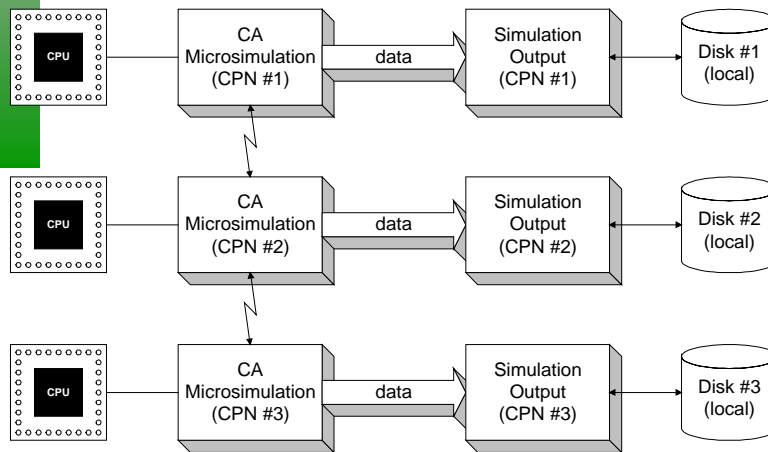 CPU
CA
Microsimulation
(CPN #1)
data
Simulation
Output
(CPN #1)
Disk #1
(local)
CPU
CA
Microsimulation
(CPN #2)
data
Simulation
Output
(CPN #2)
Disk #2
(local)
CPU
CA
Microsimulation
(CPN #3)
data
Simulation
Output
(CPN #3)
Disk #3
(local)